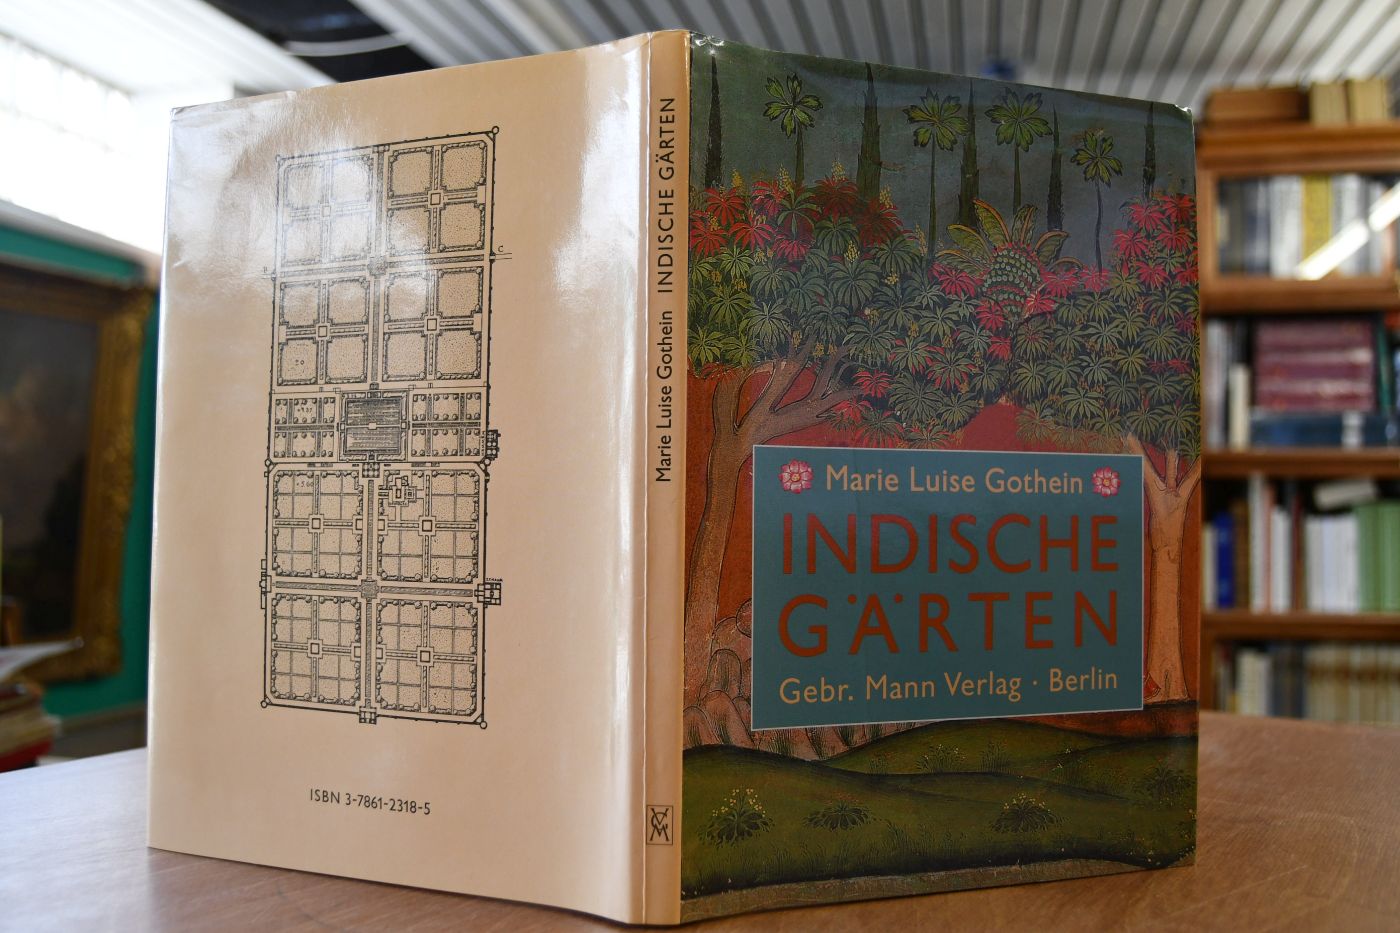 ISBN 3-7861-2318-5
Marie Luise Gothein INDISCHE GÄRTEN
Marie Luise Gothein
INDISCHE
GÄRTEN
Gebr. Mann Verlag · Berlin